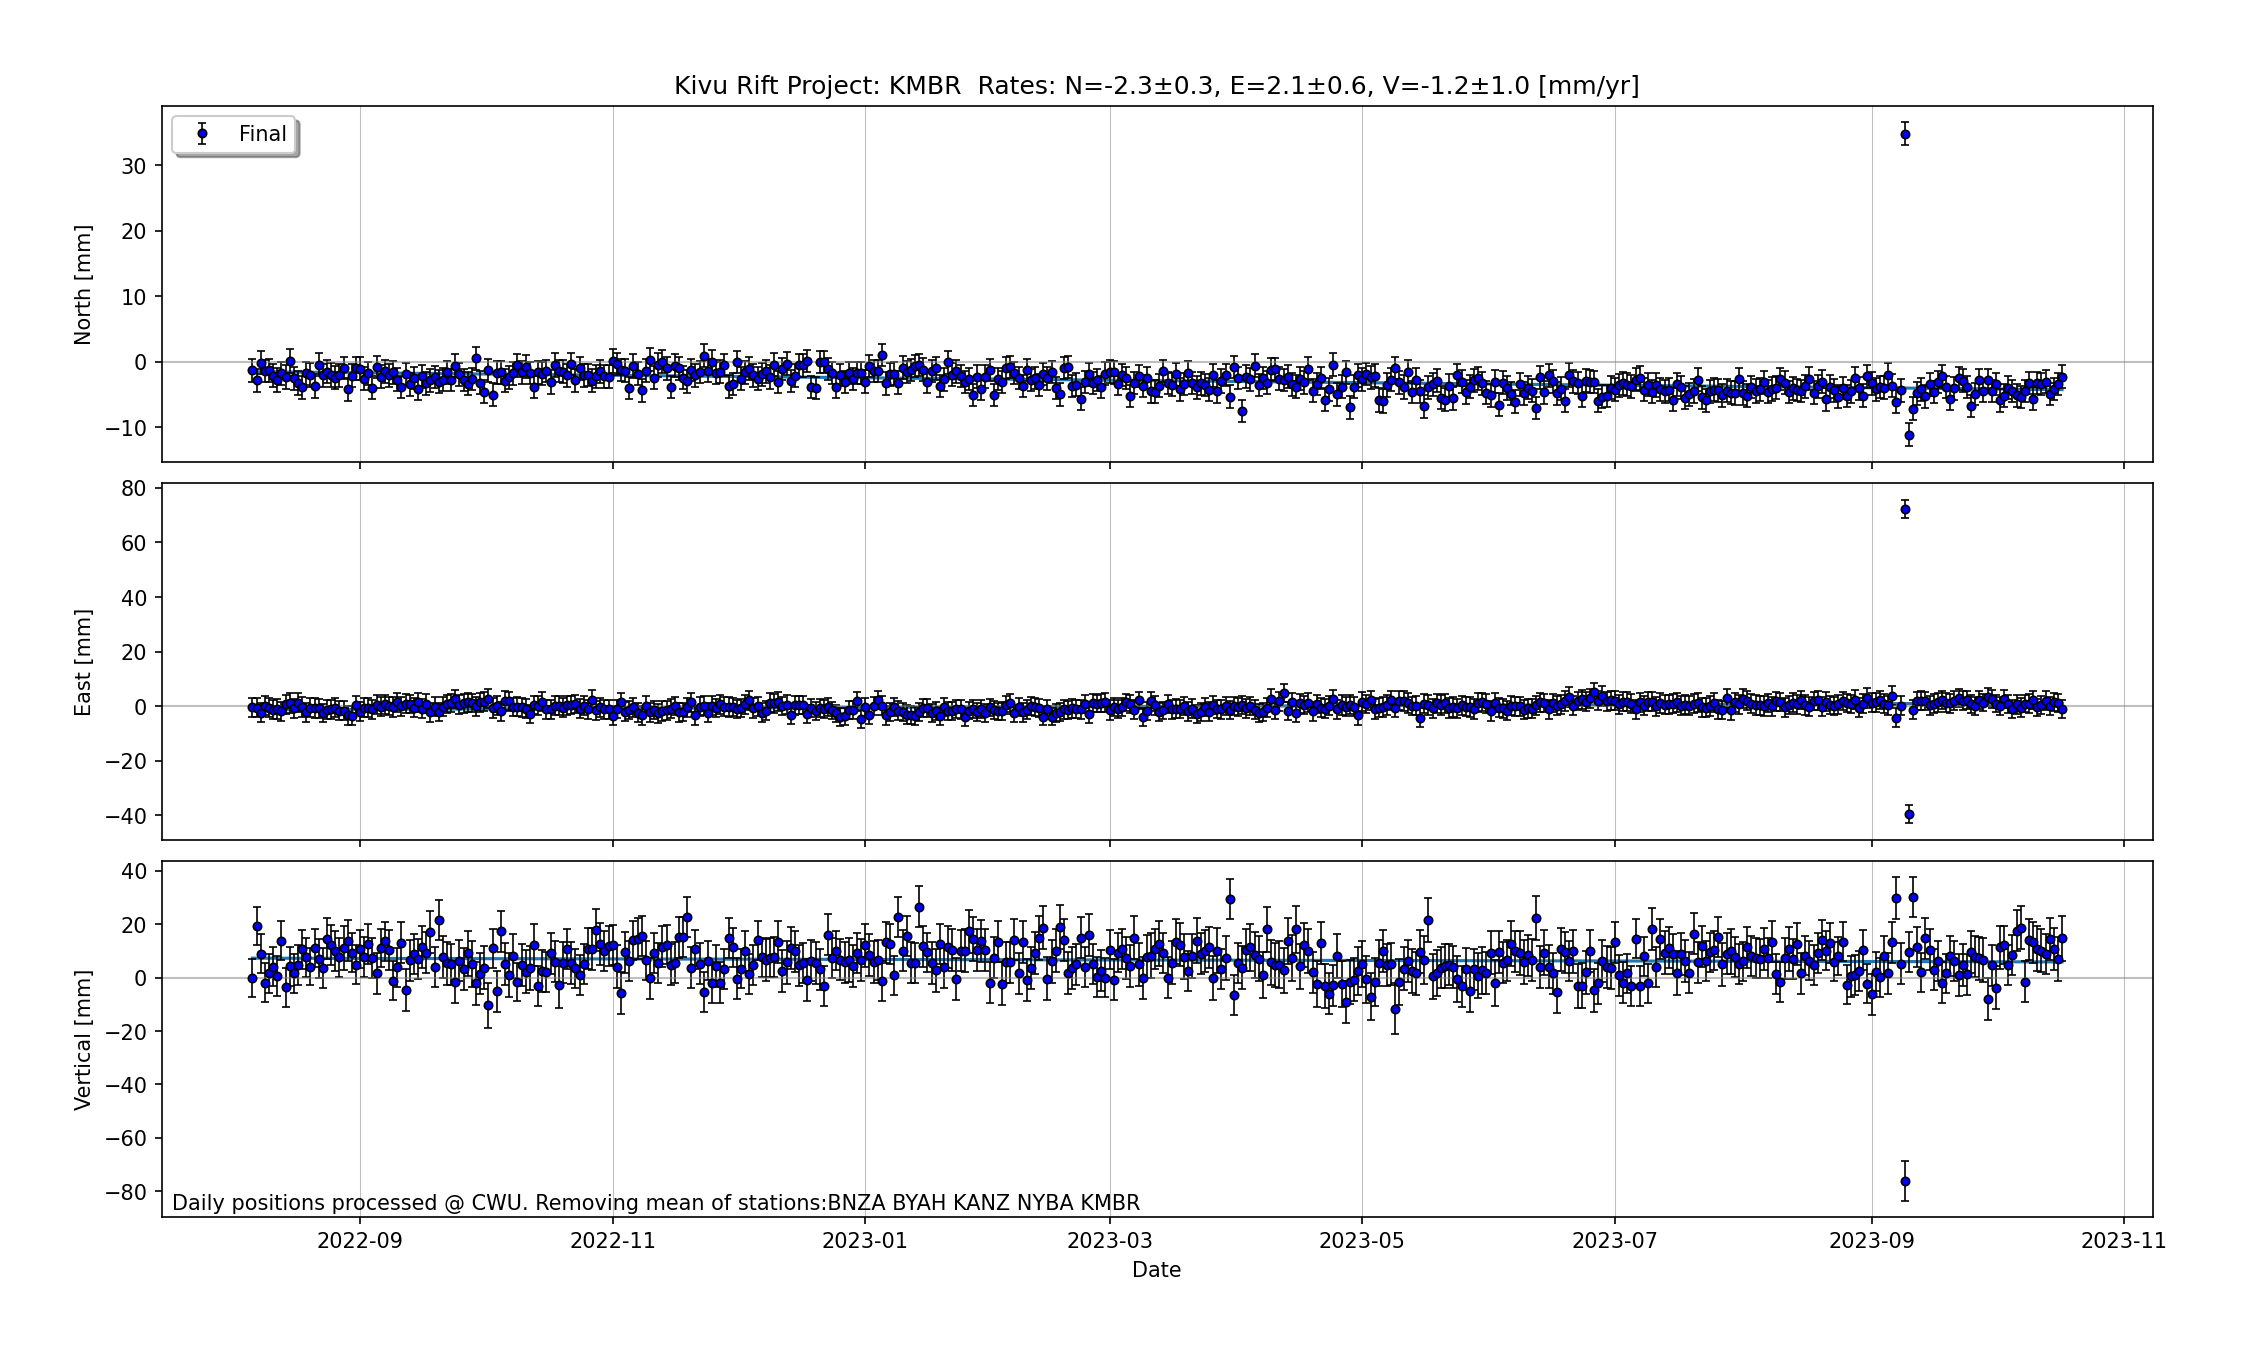 Kivu Rift Project: KMBR  Rates: N=-2.3±0.3, E=2.1±0.6, V=-1.2±1.0 [mm/yr]
Final
North [mm]
30
20
10
0
−10
East [mm]
80
60
40
20
0
−20
−40
Vertical [mm]
40
20
0
−20
−40
−60
−80
Daily positions processed @ CWU. Removing mean of stations:BNZA BYAH KANZ NYBA KMBR
2022-09 2022-11 2023-01 2023-03 2023-05 2023-07 2023-09 2023-11
Date